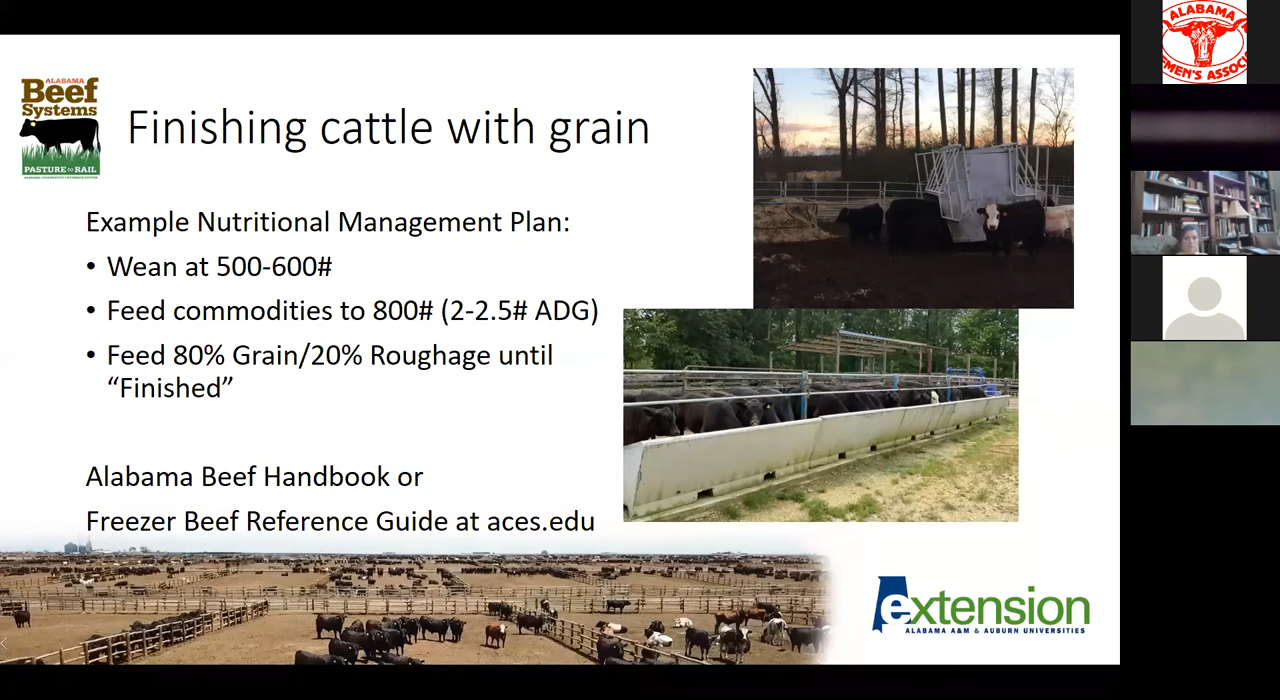 ALABAMA
Beef
Systems
PASTURE to RAIL
Finishing cattle with grain
Example Nutritional Management Plan:
• Wean at 500-600#
• Feed commodities to 800# (2-2.5# ADG)
• Feed 80% Grain/20% Roughage until
“Finished”
Alabama Beef Handbook or
Freezer Beef Reference Guide at aces.edu
extension
ALABAMA A&M & AUBURN UNIVERSITIES
ALABAMA
EMEN'S ASSOC